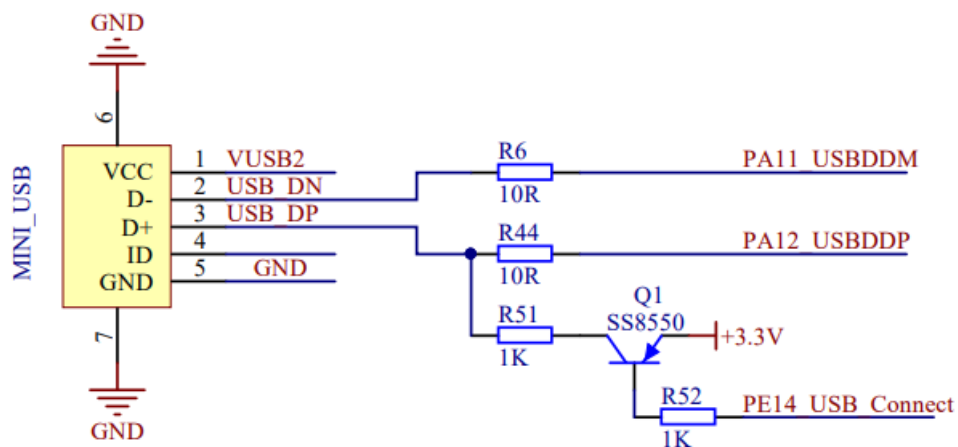 GND
6
MINI_USB
VCC 1 VUSB2
D- 2 USB_DN
D+ 3 USB_DP
ID 4
GND 5 GND
7
GND
R6
10R
PA11_USBDDM
R44
10R
PA12_USBDDP
R51
1K
Q1
SS8550
+3.3V
R52
1K
PE14_USB_Connect